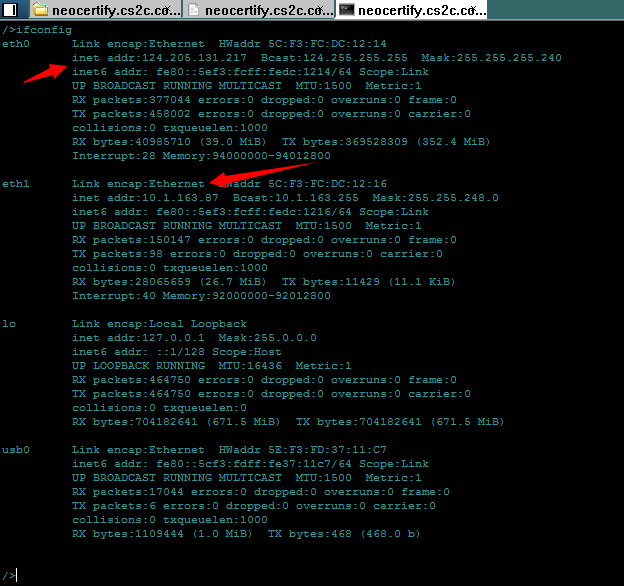 neocertify.cs2c.co... neocertify.cs2c.co... neocertify.cs2c.co...
/>ifconfig
eth0 Link encap:Ethernet HWaddr 5C:F3:FC:DC:12:14
inet addr:124.205.131.217 Bcast:124.255.255.255 Mask:255.255.255.240
inet6 addr: fe80::5ef3:fcff:fedc:1214/64 Scope:Link
UP BROADCAST RUNNING MULTICAST MTU:1500 Metric:1
RX packets:377044 errors:0 dropped:0 overruns:0 frame:0
TX packets:458002 errors:0 dropped:0 overruns:0 carrier:0
collisions:0 txqueuelen:1000
RX bytes:40985710 (39.0 MiB) TX bytes:369528309 (352.4 MiB)
Interrupt:28 Memory:94000000-94012800
eth1 Link encap:Ethernet HWaddr 5C:F3:FC:DC:12:16
inet addr:10.1.163.87 Bcast:10.1.163.255 Mask:255.255.248.0
inet6 addr: fe80::5ef3:fcff:fedc:1216/64 Scope:Link
UP BROADCAST RUNNING MULTICAST MTU:1500 Metric:1
RX packets:150147 errors:0 dropped:0 overruns:0 frame:0
TX packets:98 errors:0 dropped:0 overruns:0 carrier:0
collisions:0 txqueuelen:1000
RX bytes:28065659 (26.7 MiB) TX bytes:11429 (11.1 KiB)
Interrupt:40 Memory:92000000-92012800
lo Link encap:Local Loopback
inet addr:127.0.0.1 Mask:255.0.0.0
inet6 addr: ::1/128 Scope:Host
UP LOOPBACK RUNNING MTU:16436 Metric:1
RX packets:464750 errors:0 dropped:0 overruns:0 frame:0
TX packets:464750 errors:0 dropped:0 overruns:0 carrier:0
collisions:0 txqueuelen:0
RX bytes:704182641 (671.5 MiB) TX bytes:704182641 (671.5 MiB)
usb0 Link encap:Ethernet HWaddr 5E:F3:FD:37:11:C7
inet6 addr: fe80::5cf3:fdff:fe37:11c7/64 Scope:Link
UP BROADCAST RUNNING MULTICAST MTU:1500 Metric:1
RX packets:17044 errors:0 dropped:0 overruns:0 frame:0
TX packets:6 errors:0 dropped:0 overruns:0 carrier:0
collisions:0 txqueuelen:1000
RX bytes:1109444 (1.0 MiB) TX bytes:468 (468.0 b)
/>